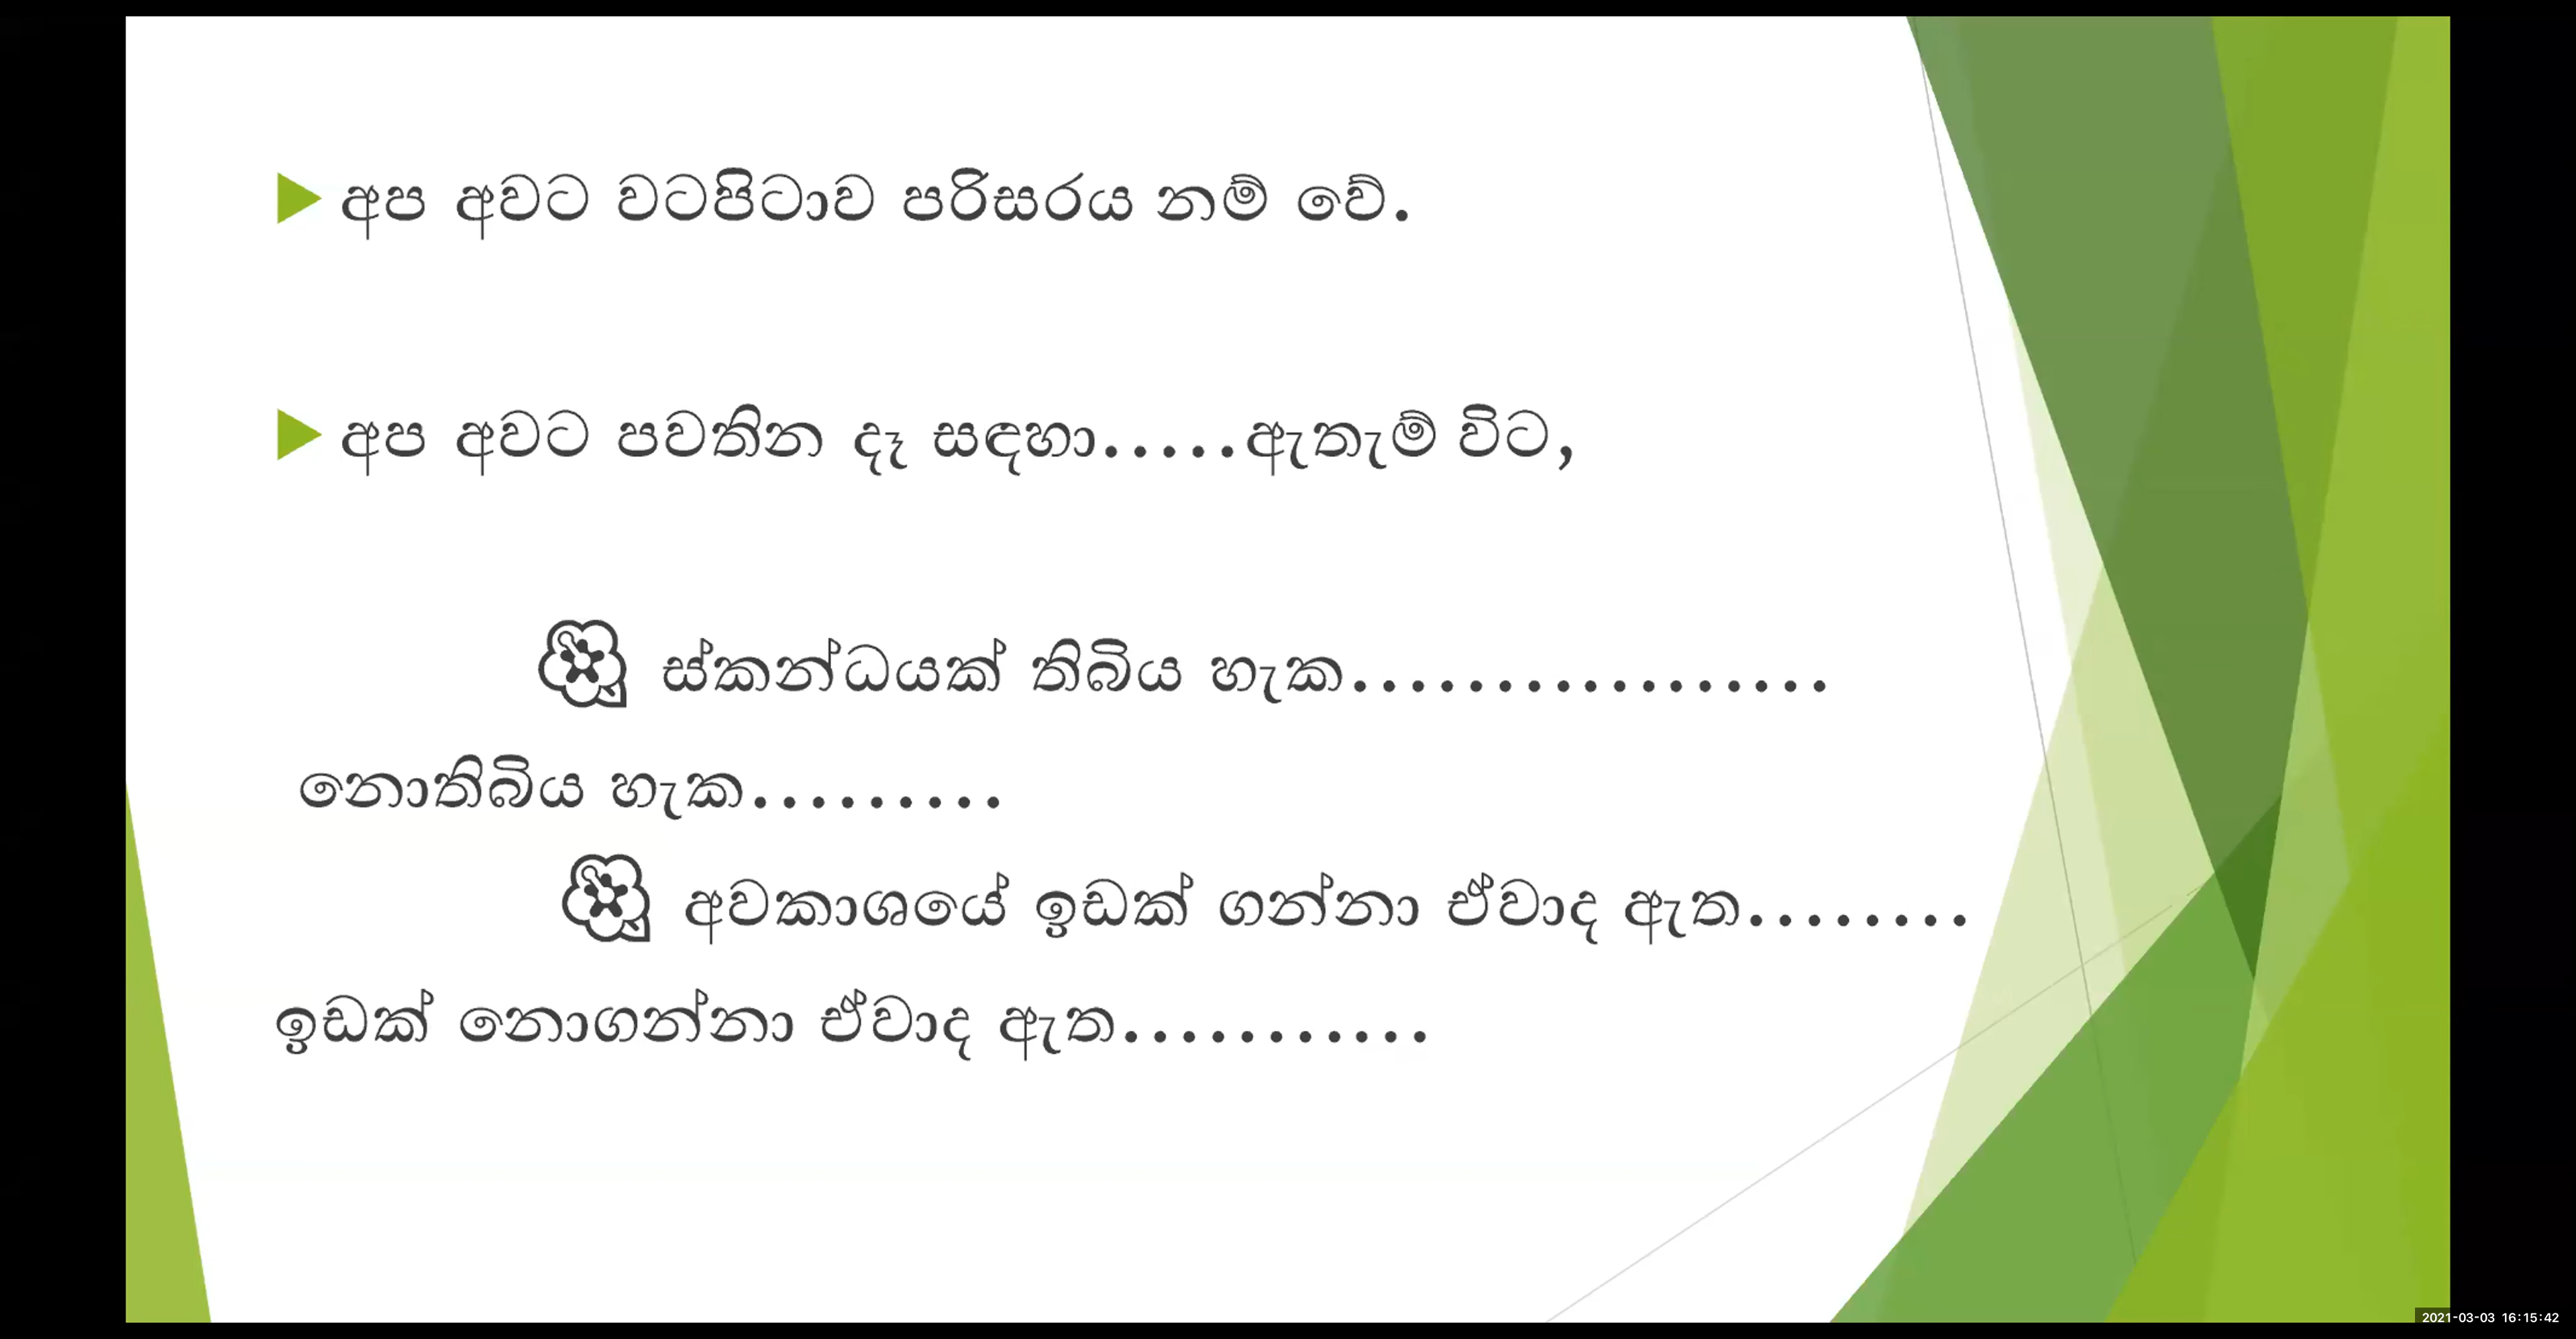 අප අවට වටපිටාව පරිසරය නම් වේ.
අප අවට පවතින දෑ සඳහා.....ඇතැම් විට,
ස්කන්ධයක් තිබිය හැක.................
නොතිබිය හැක.........
අවකාශයේ ඉඩක් ගන්නා ඒවාද ඇත........
ඉඩක් නොගන්නා ඒවාද ඇත...........
2021-03-03 16:15:42